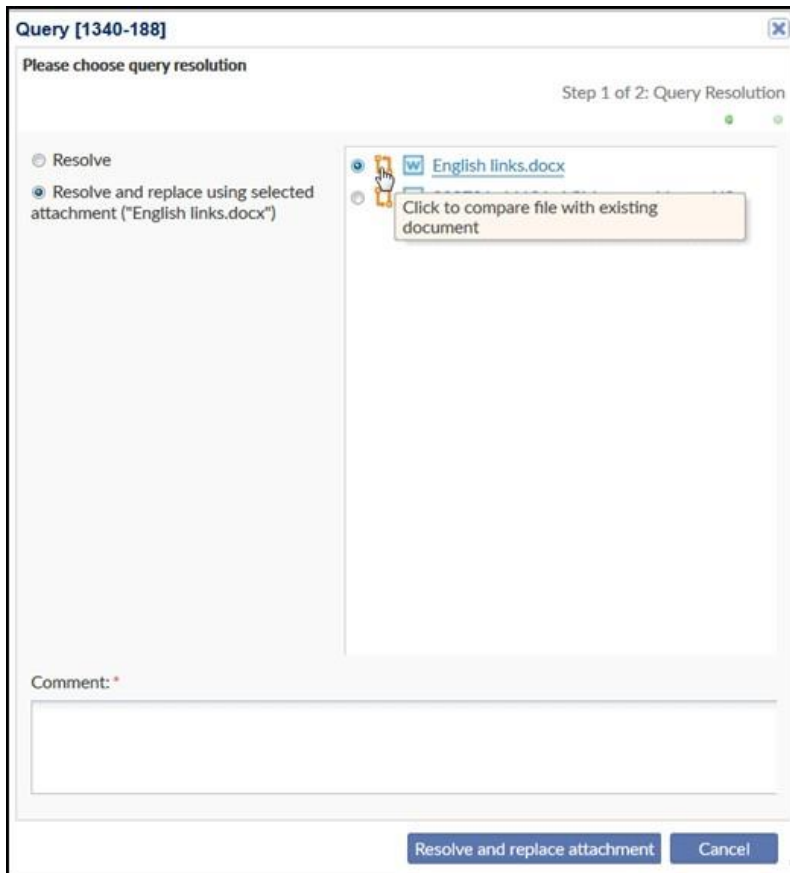 Query [1340-188]
Please choose query resolution
Step 1 of 2: Query Resolution
Resolve
Resolve and replace using selected
attachment ("English links.docx")
English links.docx
Click to compare file with existing
document
Comment: *
Resolve and replace attachment
Cancel